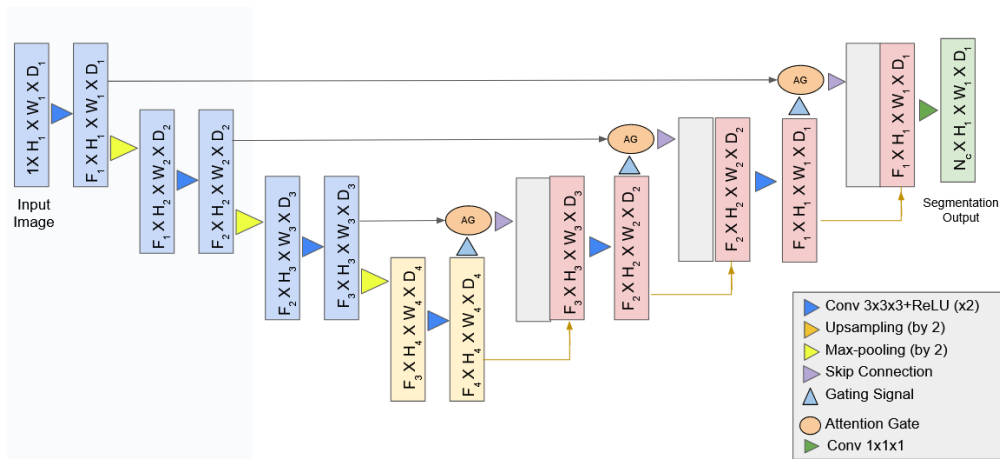 1 X H₁ X W₁ X D₁
Input
Image
F₁ X H₁ X W₁ X D₁
F₁ X H₂ X W₂ X D₂
F₂ X H₂ X W₂ X D₂
F₂ X H₃ X W₃ X D₃
F₃ X H₃ X W₃ X D₃
F₃ X H₄ X W₄ X D₄
F₄ X H₄ X W₄ X D₄
AG
F₃ X H₃ X W₃ X D₃
F₂ X H₂ X W₂ X D₂
AG
F₂ X H₂ X W₂ X D₂
F₁ X H₁ X W₁ X D₁
AG
F₁ X H₁ X W₁ X D₁
N꜀ X H₁ X W₁ X D₁
Segmentation
Output
Conv 3x3x3+ReLU (x2)
Upsampling (by 2)
Max-pooling (by 2)
Skip Connection
Gating Signal
Attention Gate
Conv 1x1x1